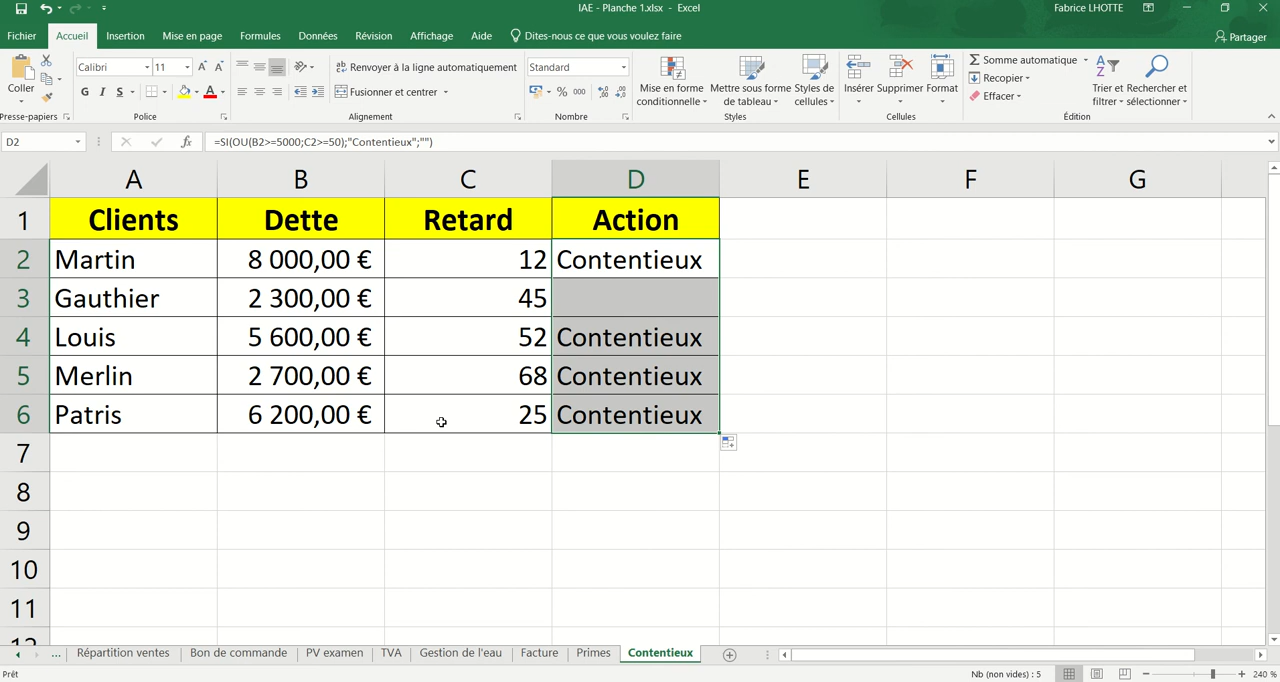 IAE - Planche 1.xlsx - Excel
Fabrice LHOTTE
Fichier Accueil Insertion Mise en page Formules Données Révision Affichage Aide Dites-nous ce que vous voulez faire Partager
Coller
Calibri 11
Renvoyer à la ligne automatiquement
Standard
Mise en forme conditionnelle
Mettre sous forme de tableau
Styles de cellules
Insérer Supprimer Format
Somme automatique
Recopier
Effacer
Trier et filtrer
Rechercher et sélectionner
G G S
Fusionner et centrer
% 000
Presse-papiers Police Alignement Nombre Styles Cellules Édition
D2 fx =SI(OU(B2>=5000;C2>=50);"Contentieux";"")
A B C D E F G
1 Clients Dette Retard Action
2 Martin 8 000,00 € 12 Contentieux
3 Gauthier 2 300,00 € 45
4 Louis 5 600,00 € 52 Contentieux
5 Merlin 2 700,00 € 68 Contentieux
6 Patris 6 200,00 € 25 Contentieux
7
8
9
10
11
12
... Répartition ventes Bon de commande PV examen TVA Gestion de l'eau Facture Primes Contentieux
Prêt Nb (non vides) : 5 240 %